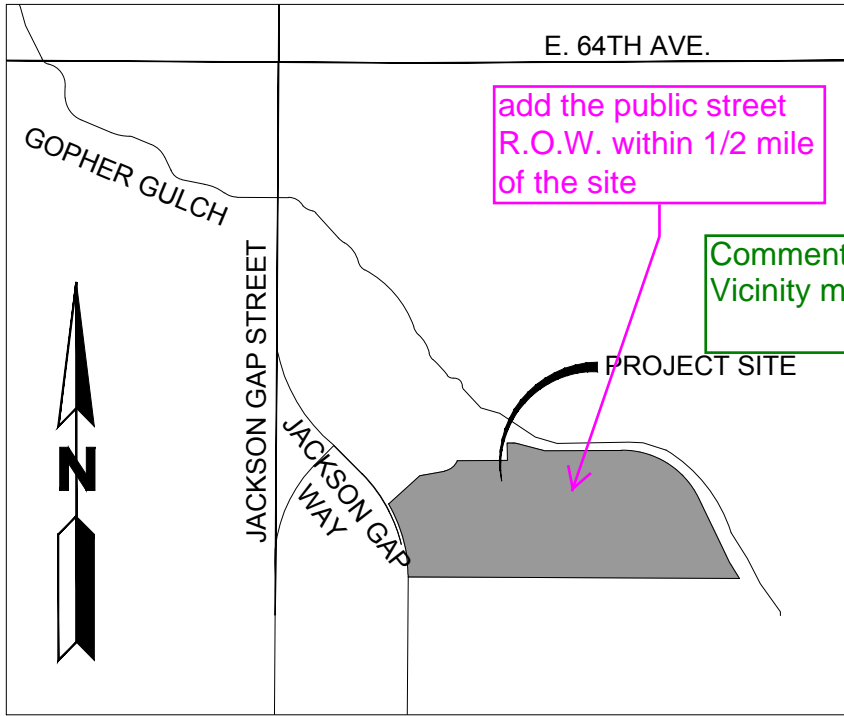 E. 64TH AVE.
add the public street
R.O.W. within 1/2 mile
of the site
GOPHER GULCH
Comment
Vicinity m
JACKSON GAP STREET
PROJECT SITE
JACKSON GAP
WAY
N